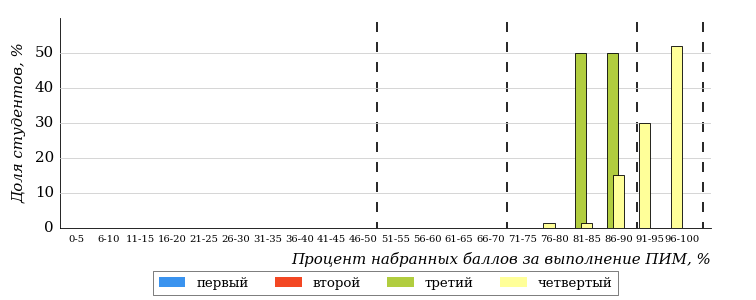 Доля студентов, %
50
40
30
20
10
0
0-5 6-10 11-15 16-20 21-25 26-30 31-35 36-40 41-45 46-50 51-55 56-60 61-65 66-70 71-75 76-80 81-85 86-90 91-95 96-100
Процент набранных баллов за выполнение ПИМ, %
первый второй третий четвертый